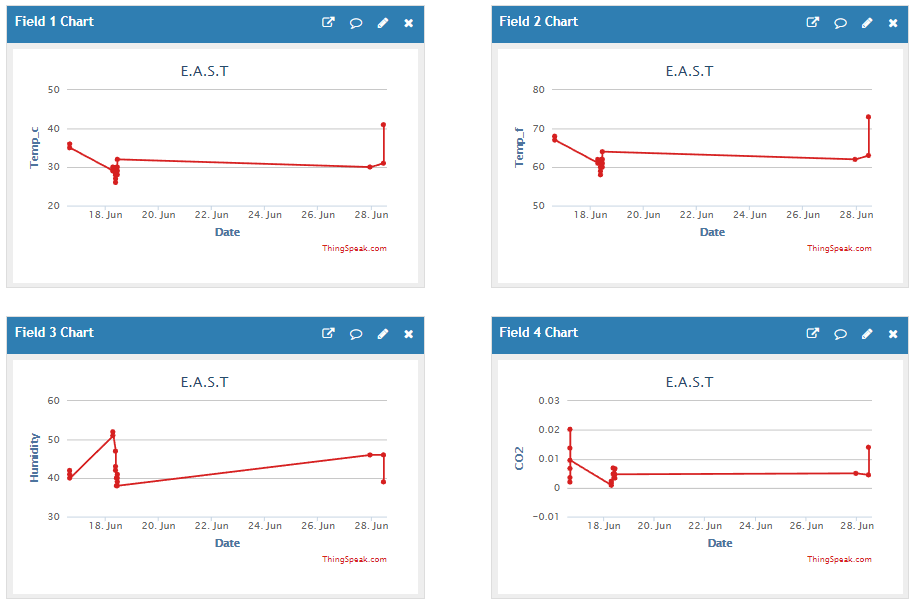 Field 1 Chart
E.A.S.T
Temp_c
50
40
30
20
18. Jun 20. Jun 22. Jun 24. Jun 26. Jun 28. Jun
Date
ThingSpeak.com
Field 2 Chart
E.A.S.T
Temp_f
80
70
60
50
18. Jun 20. Jun 22. Jun 24. Jun 26. Jun 28. Jun
Date
ThingSpeak.com
Field 3 Chart
E.A.S.T
Humidity
60
50
40
30
18. Jun 20. Jun 22. Jun 24. Jun 26. Jun 28. Jun
Date
ThingSpeak.com
Field 4 Chart
E.A.S.T
CO2
0.03
0.02
0.01
0
-0.01
18. Jun 20. Jun 22. Jun 24. Jun 26. Jun 28. Jun
Date
ThingSpeak.com